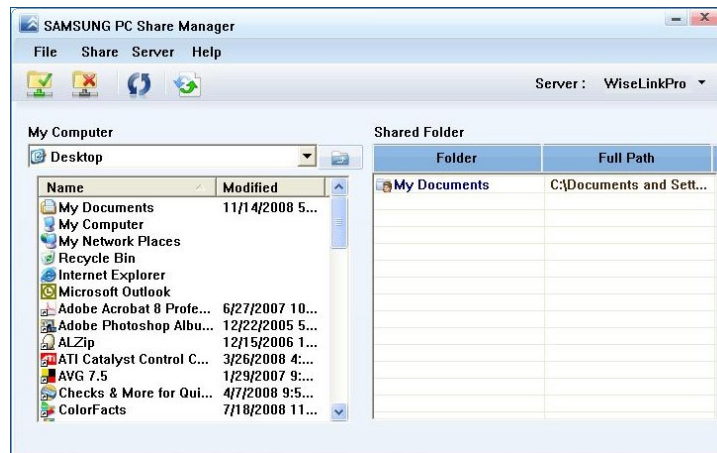 SAMSUNG PC Share Manager
File Share Server Help
Server : WiseLinkPro
My Computer
Desktop
Name Modified
My Documents 11/14/2008 5...
My Computer
My Network Places
Recycle Bin
Internet Explorer
Microsoft Outlook
Adobe Acrobat 8 Profe... 6/27/2007 10...
Adobe Photoshop Albu... 12/22/2005 5...
ALZip 12/15/2006 1...
ATI Catalyst Control C... 3/26/2008 4:...
AVG 7.5 1/29/2007 9:...
Checks & More for Qui... 4/7/2008 9:5...
ColorFacts 7/18/2008 11...
Shared Folder
Folder Full Path
My Documents C:\Documents and Sett...